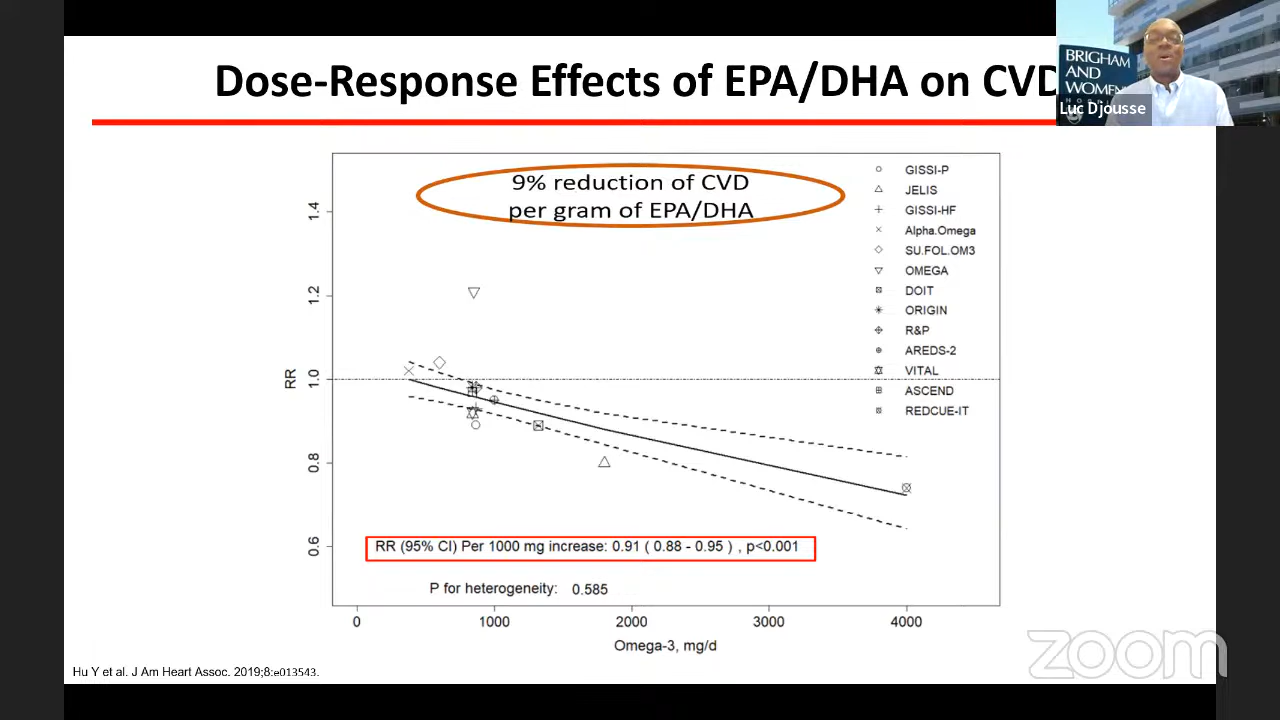 Dose-Response Effects of EPA/DHA on CVD
BRIGHAM
AND
WOMEN
Luc Djousse
9% reduction of CVD
per gram of EPA/DHA
GISSI-P
JELIS
GISSI-HF
Alpha.Omega
SU.FOL.OM3
OMEGA
DOIT
ORIGIN
R&P
AREDS-2
VITAL
ASCEND
REDCUE-IT
1.4
1.2
1.0
0.8
0.6
RR
RR (95% CI) Per 1000 mg increase: 0.91 ( 0.88 - 0.95 ) , p<0.001
P for heterogeneity: 0.585
0 1000 2000 3000 4000
Omega-3, mg/d
Hu Y et al. J Am Heart Assoc. 2019;8:e013543.
zoom